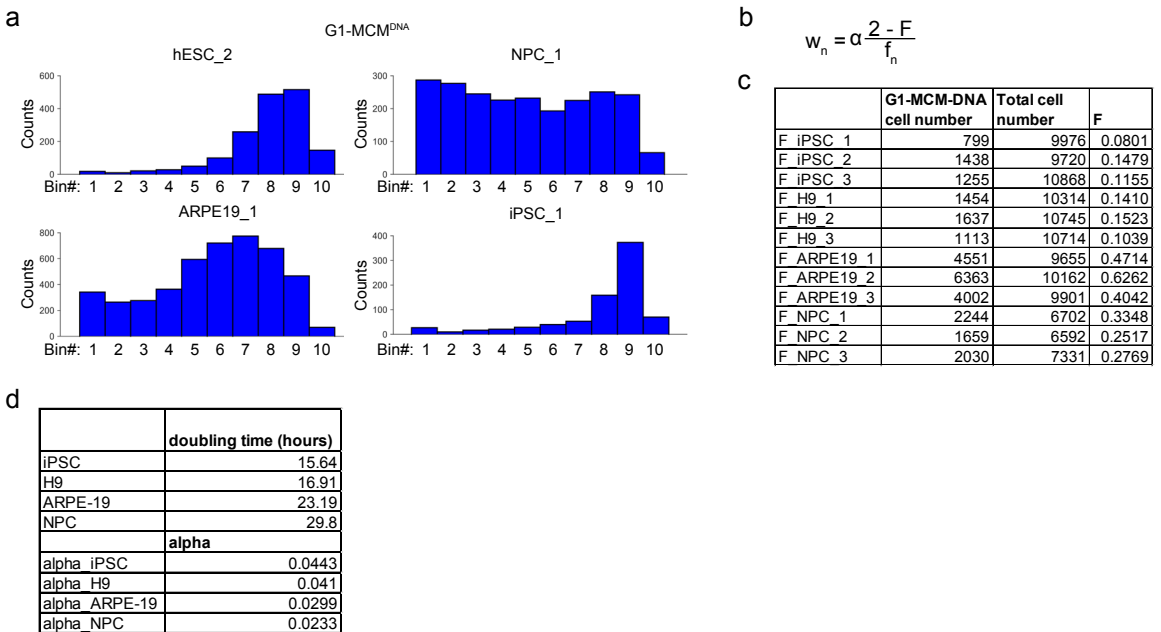 a
G1-MCM^DNA
hESC_2
600
400
200
0
Counts
Bin#: 1 2 3 4 5 6 7 8 9 10
NPC_1
300
200
100
0
Counts
Bin#: 1 2 3 4 5 6 7 8 9 10
ARPE19_1
800
600
400
200
0
Counts
Bin#: 1 2 3 4 5 6 7 8 9 10
iPSC_1
400
300
200
100
0
Counts
Bin#: 1 2 3 4 5 6 7 8 9 10
b
w_n = α (2 - F) / f_n
c
G1-MCM-DNA cell number Total cell number F
F_iPSC_1 799 9976 0.0801
F_iPSC_2 1438 9720 0.1479
F_iPSC_3 1255 10868 0.1155
F_H9_1 1454 10314 0.1410
F_H9_2 1637 10745 0.1523
F_H9_3 1113 10714 0.1039
F_ARPE19_1 4551 9655 0.4714
F_ARPE19_2 6363 10162 0.6262
F_ARPE19_3 4002 9901 0.4042
F_NPC_1 2244 6702 0.3348
F_NPC_2 1659 6592 0.2517
F_NPC_3 2030 7331 0.2769
d
doubling time (hours)
iPSC 15.64
H9 16.91
ARPE-19 23.19
NPC 29.8
alpha
alpha_iPSC 0.0443
alpha_H9 0.041
alpha_ARPE-19 0.0299
alpha_NPC 0.0233